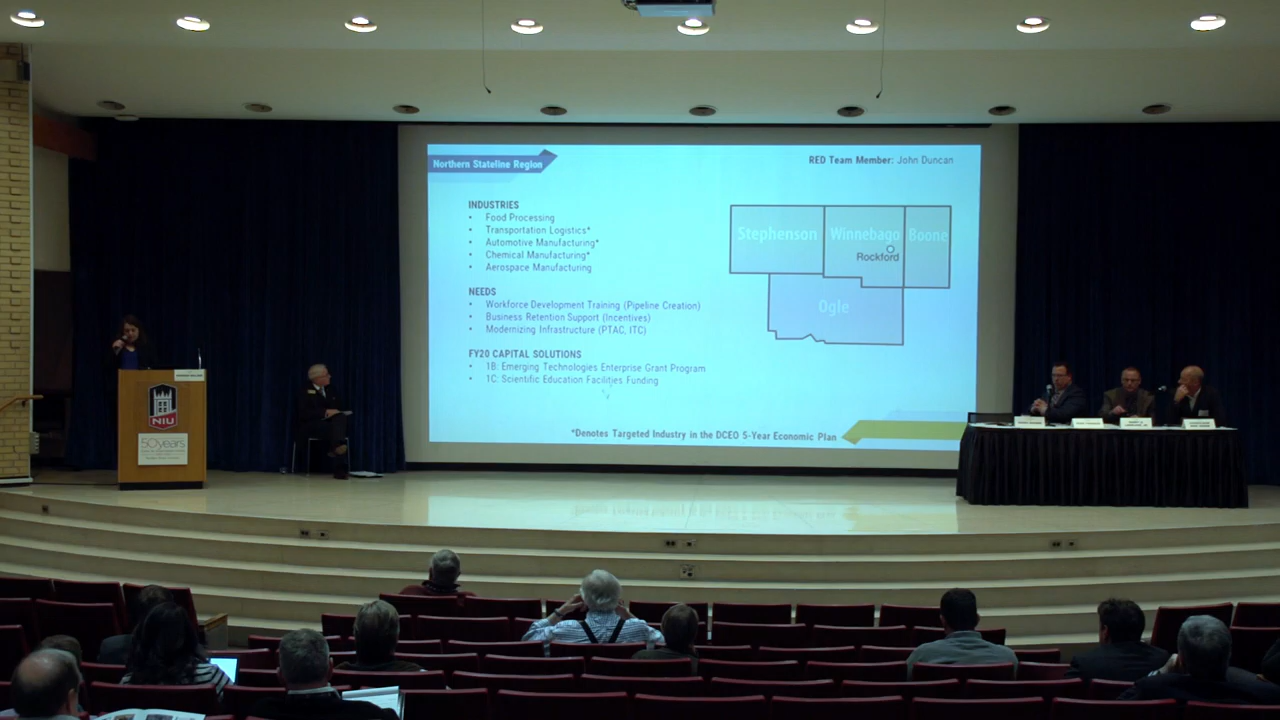 Northern Stateline Region
RED Team Member: John Duncan
INDUSTRIES
• Food Processing
• Transportation Logistics*
• Automotive Manufacturing*
• Chemical Manufacturing*
• Aerospace Manufacturing
NEEDS
• Workforce Development Training (Pipeline Creation)
• Business Retention Support (Incentives)
• Modernizing Infrastructure (PTAC, ITC)
FY20 CAPITAL SOLUTIONS
• 1B: Emerging Technologies Enterprise Grant Program
• 1C: Scientific Education Facilities Funding
Stephenson
Winnebago
Boone
Rockford
Ogle
*Denotes Targeted Industry in the DCEO 5-Year Economic Plan
NIU
50years